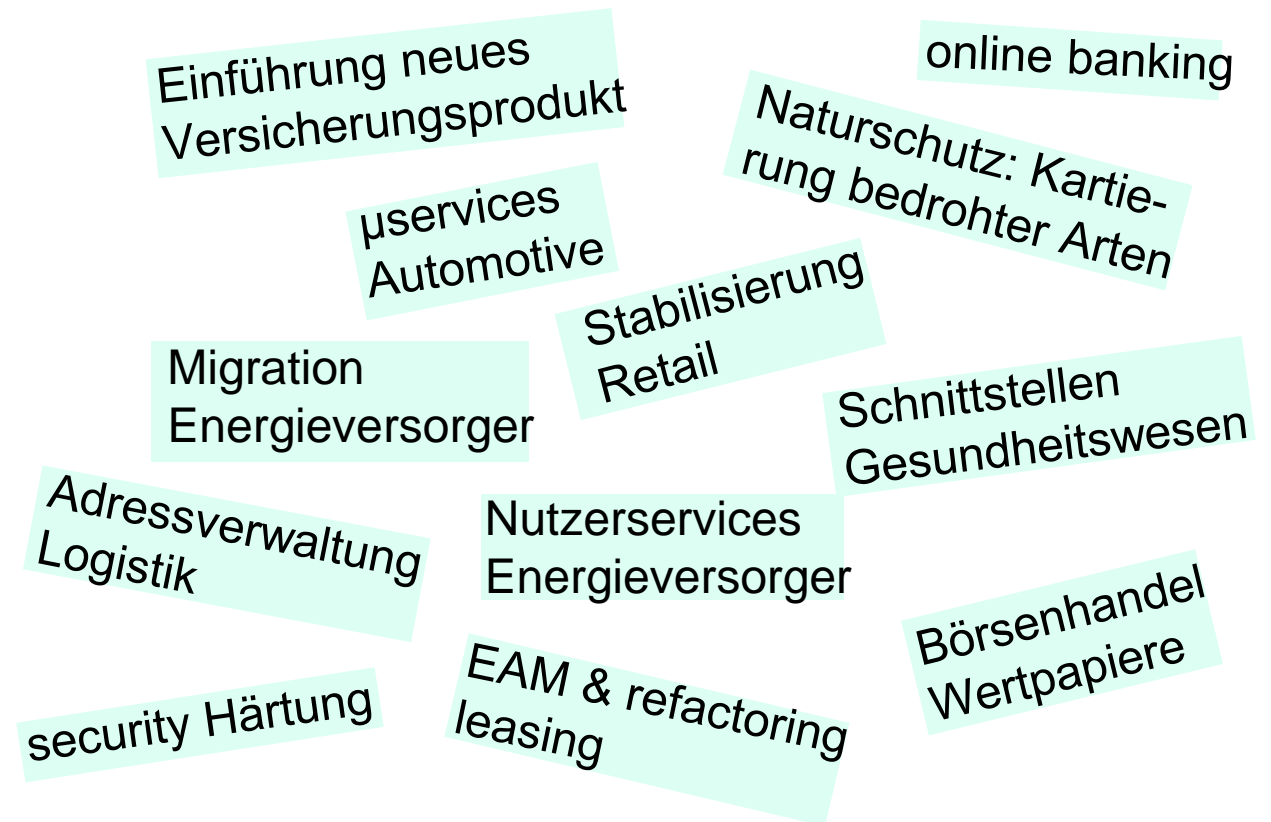 Einführung neues
Versicherungsprodukt
online banking
Naturschutz: Kartie-
rung bedrohter Arten
µservices
Automotive
Stabilisierung
Retail
Migration
Energieversorger
Schnittstellen
Gesundheitswesen
Adressverwaltung
Logistik
Nutzerservices
Energieversorger
Börsenhandel
Wertpapiere
EAM & refactoring
leasing
security Härtung